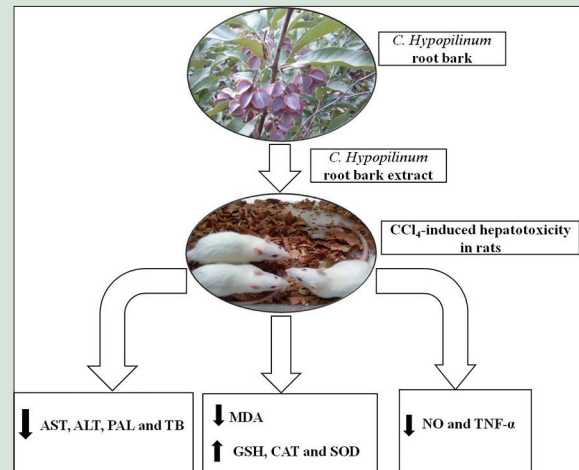 C. Hypopilinum
root bark
C. Hypopilinum
root bark extract
CCl₄-induced hepatotoxicity
in rats
⬇ AST, ALT, PAL and TB
⬇ MDA
⬆ GSH, CAT and SOD
⬇ NO and TNF-α